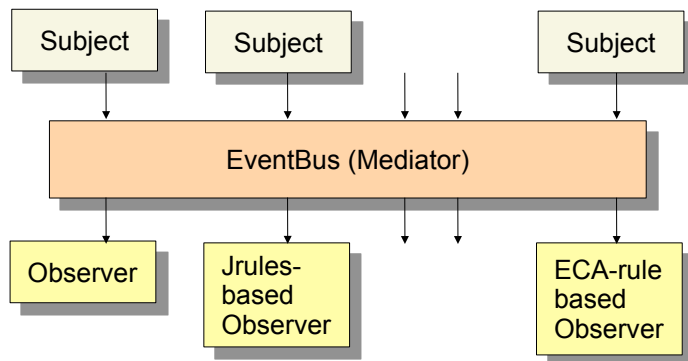 Subject
Subject
Subject
EventBus (Mediator)
Observer
Jrules-
based
Observer
ECA-rule
based
Observer